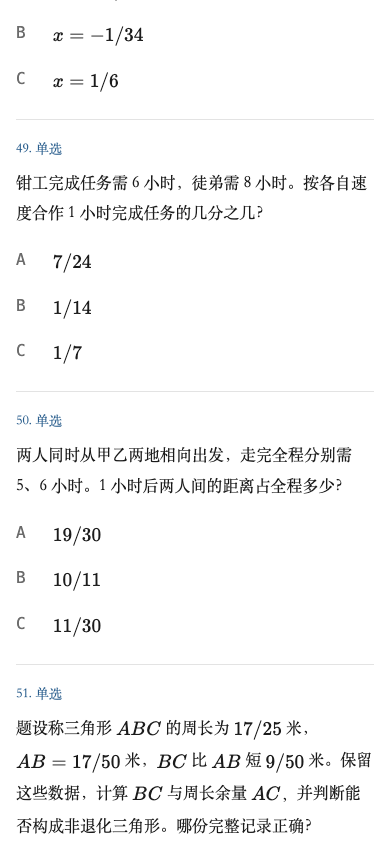 B x = −1/34
C x = 1/6
49. 单选
钳工完成任务需 6 小时，徒弟需 8 小时。按各自速
度合作 1 小时完成任务的几分之几?
A 7/24
B 1/14
C 1/7
50. 单选
两人同时从甲乙两地相向出发，走完全程分别需
5、6 小时。1 小时后两人间的距离占全程多少?
A 19/30
B 10/11
C 11/30
51. 单选
题设称三角形 ABC 的周长为 17/25 米，
AB = 17/50 米，BC 比 AB 短 9/50 米。保留
这些数据，计算 BC 与周长余量 AC，并判断能
否构成非退化三角形。哪份完整记录正确?